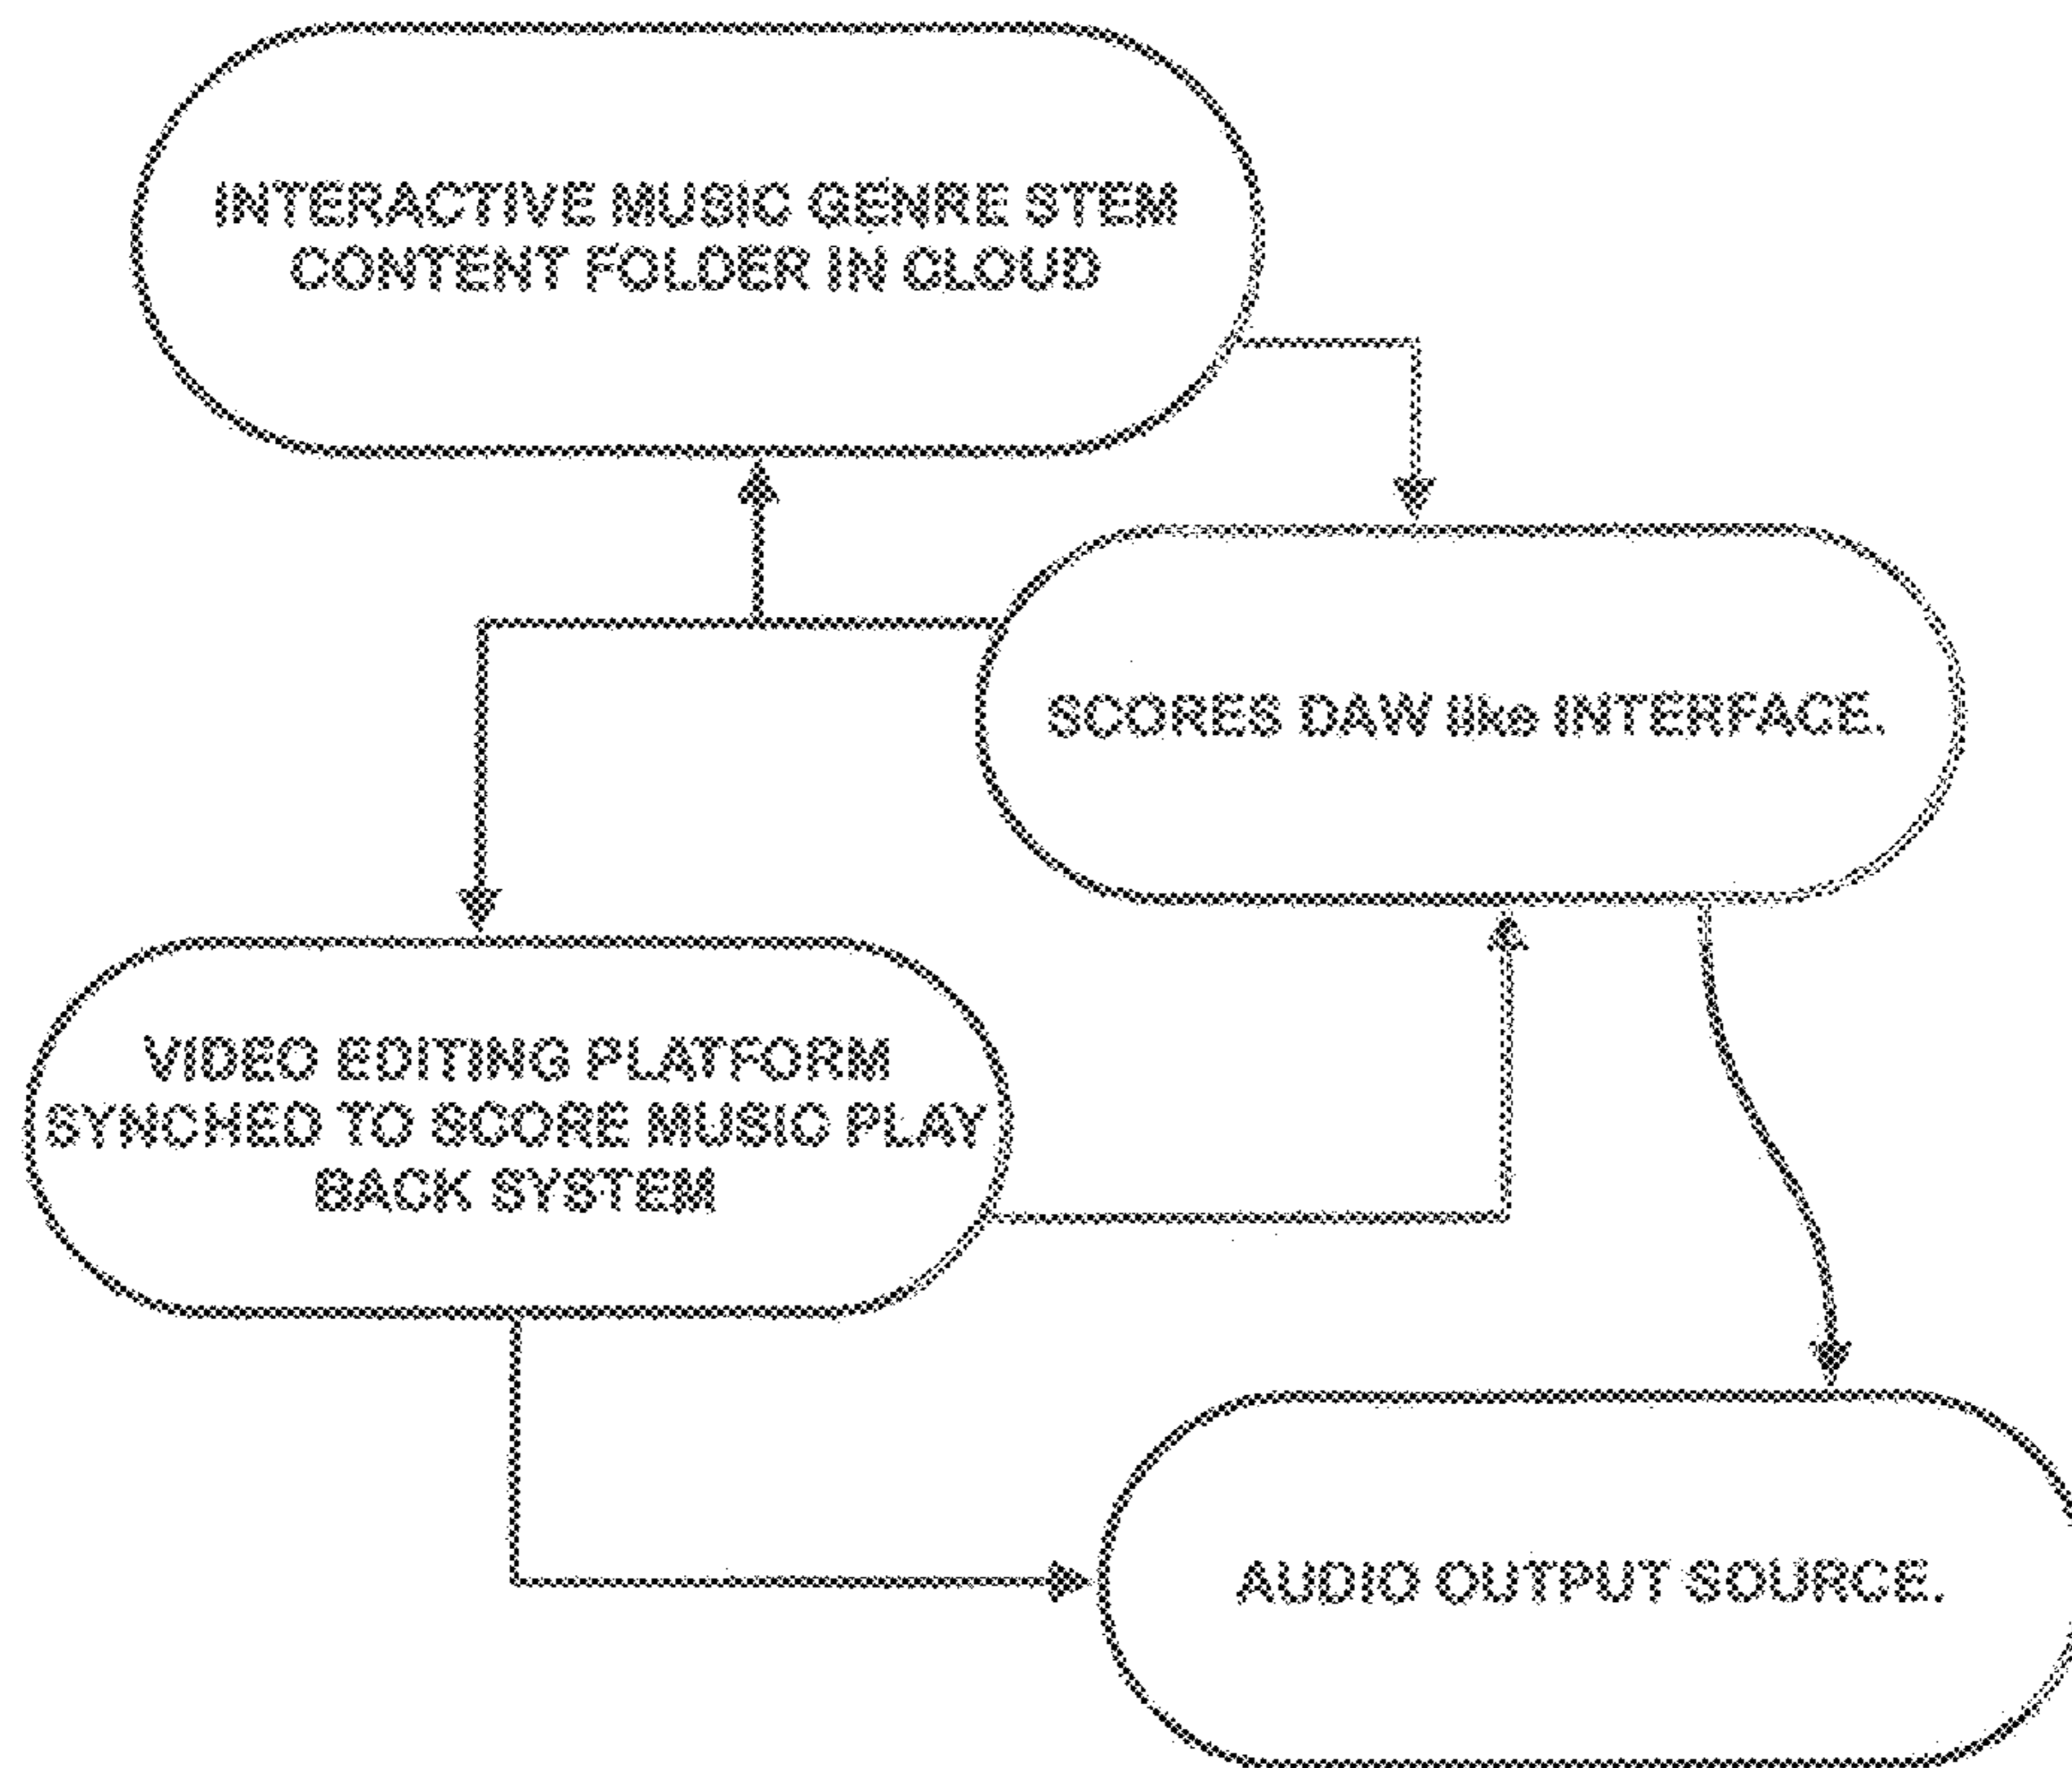 INTERACTIVE MUSIC GENRE STEM
CONTENT FOLDER IN CLOUD
SCORES DAW like INTERFACE.
VIDEO EDITING PLATFORM
SYNCHED TO SCORE MUSIC PLAY
BACK SYSTEM
AUDIO OUTPUT SOURCE.